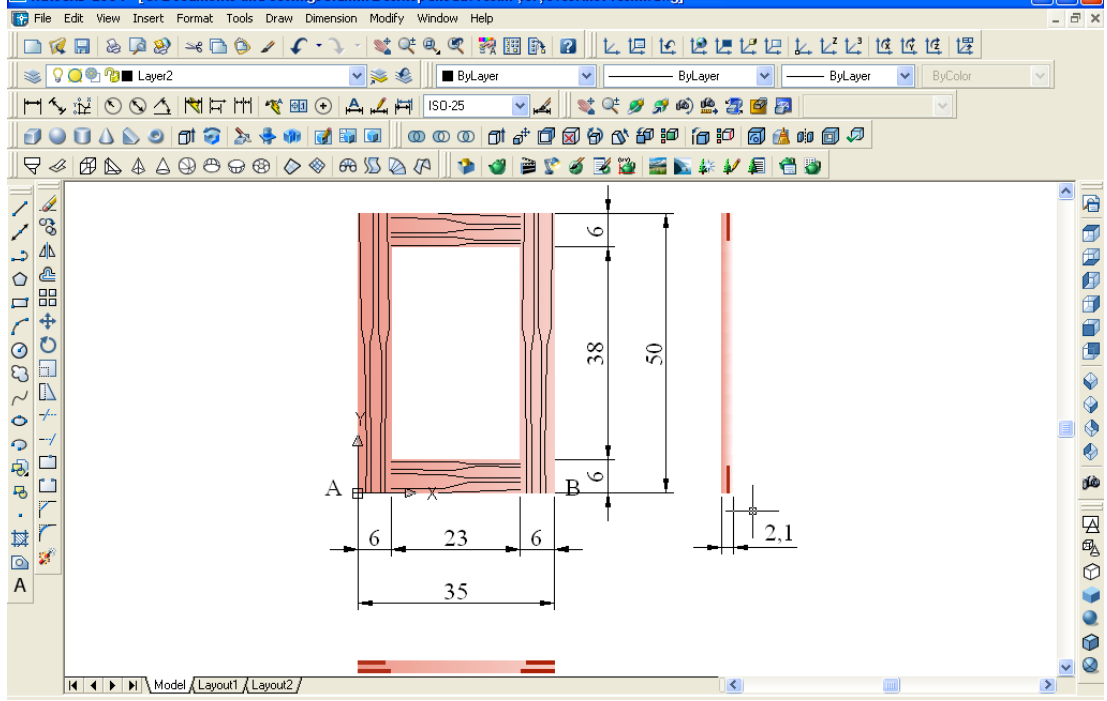 File Edit View Insert Format Tools Draw Dimension Modify Window Help
Layer2 ByLayer ByLayer ByLayer ByColor
ISO-25
6
38
50
Y
A X B 6
2,1
6 23 6
35
A
Model Layout1 Layout2